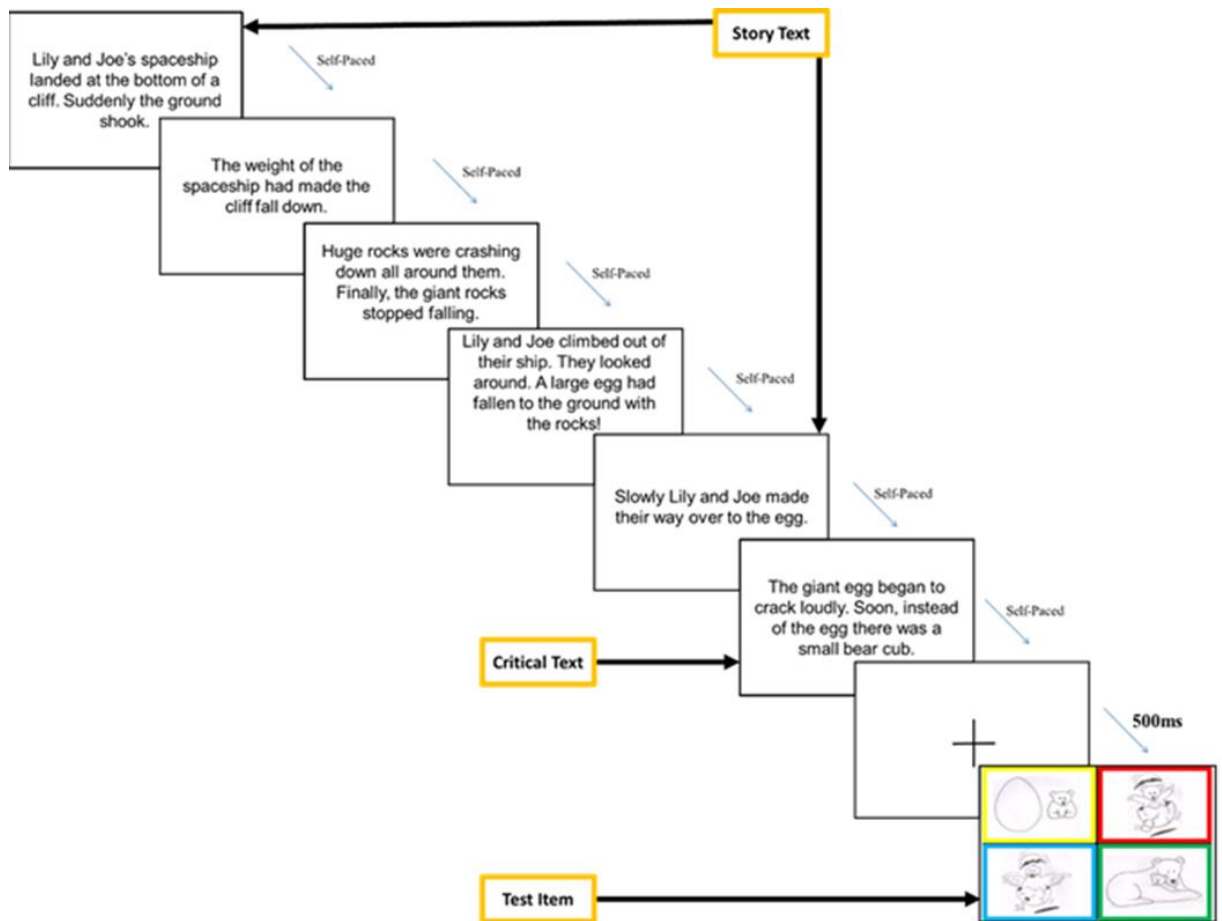 Story Text
Lily and Joe's spaceship
landed at the bottom of a
cliff. Suddenly the ground
shook.
Self-Paced
The weight of the
spaceship had made the
cliff fall down.
Self-Paced
Huge rocks were crashing
down all around them.
Finally, the giant rocks
stopped falling.
Self-Paced
Lily and Joe climbed out of
their ship. They looked
around. A large egg had
fallen to the ground with
the rocks!
Self-Paced
Slowly Lily and Joe made
their way over to the egg.
Self-Paced
The giant egg began to
crack loudly. Soon, instead
of the egg there was a
small bear cub.
Self-Paced
Critical Text
500ms
Test Item